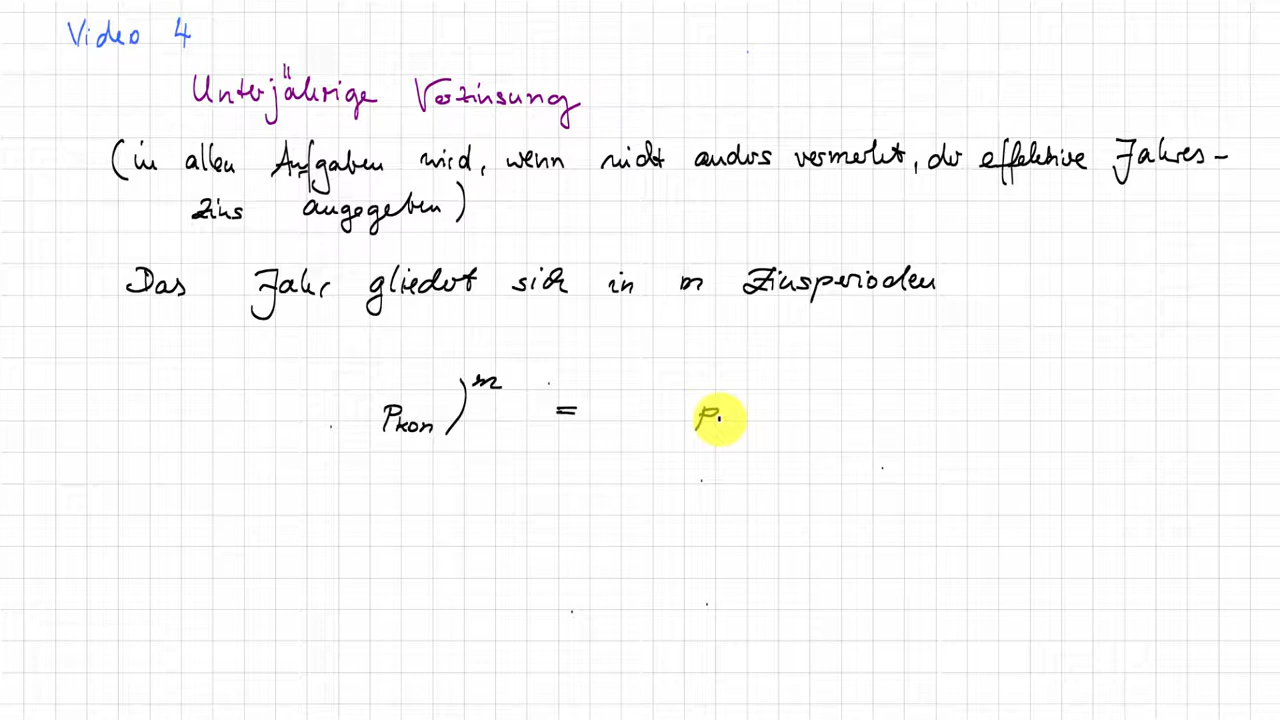 Video 4
Unterjährige Verzinsung
(in allen Aufgaben wird, wenn nicht anders vermerkt, der effektive Jahres-
zins angegeben)
Das Jahr gliedert sich in m Zinsperioden
Pkon)^m = P